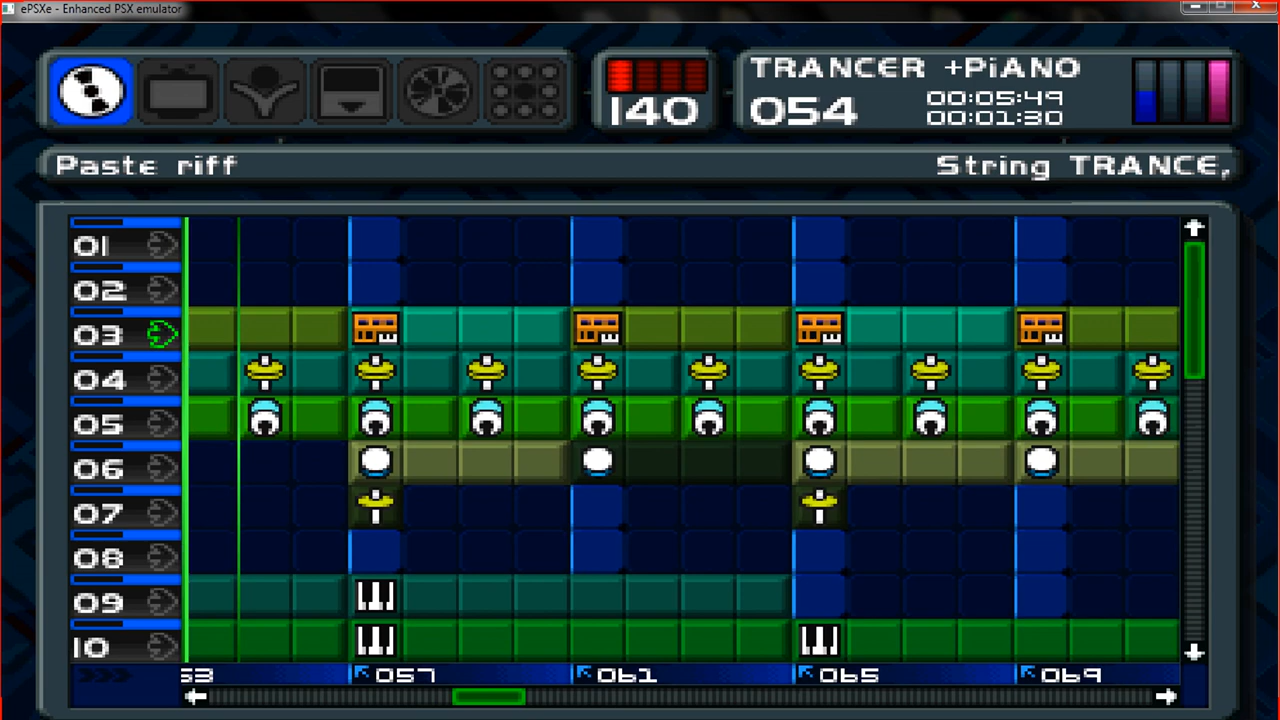 ePSXe - Enhanced PSX emulator
140
TRANCER +PiANO
054
00:05:49
00:01:30
Paste riff
String TRANCE,
01
02
03
04
05
06
07
08
09
10
53 057 061 065 069